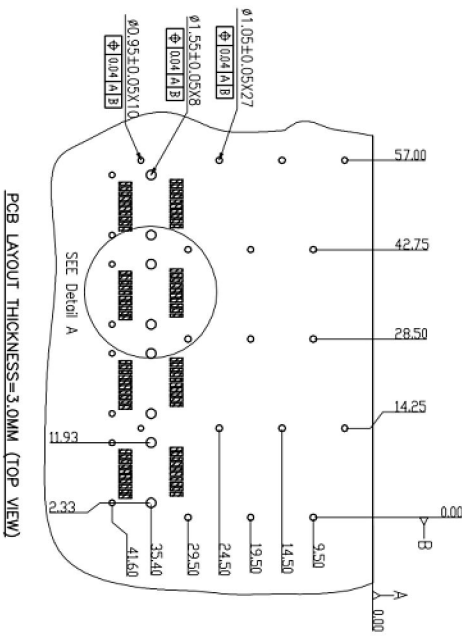 ø1.05±0.05X27
⌖ 0.04 A B
ø1.55±0.05X8
⌖ 0.04 A B
ø0.95±0.05X10
⌖ 0.04 A B
57.00
42.75
28.50
14.25
0.00
B
A
0.00
9.50
14.50
19.50
24.50
29.50
35.40
41.60
11.93
2.33
SEE Detail A
PCB LAYOUT THICKNESS=3.0MM (TOP VIEW)